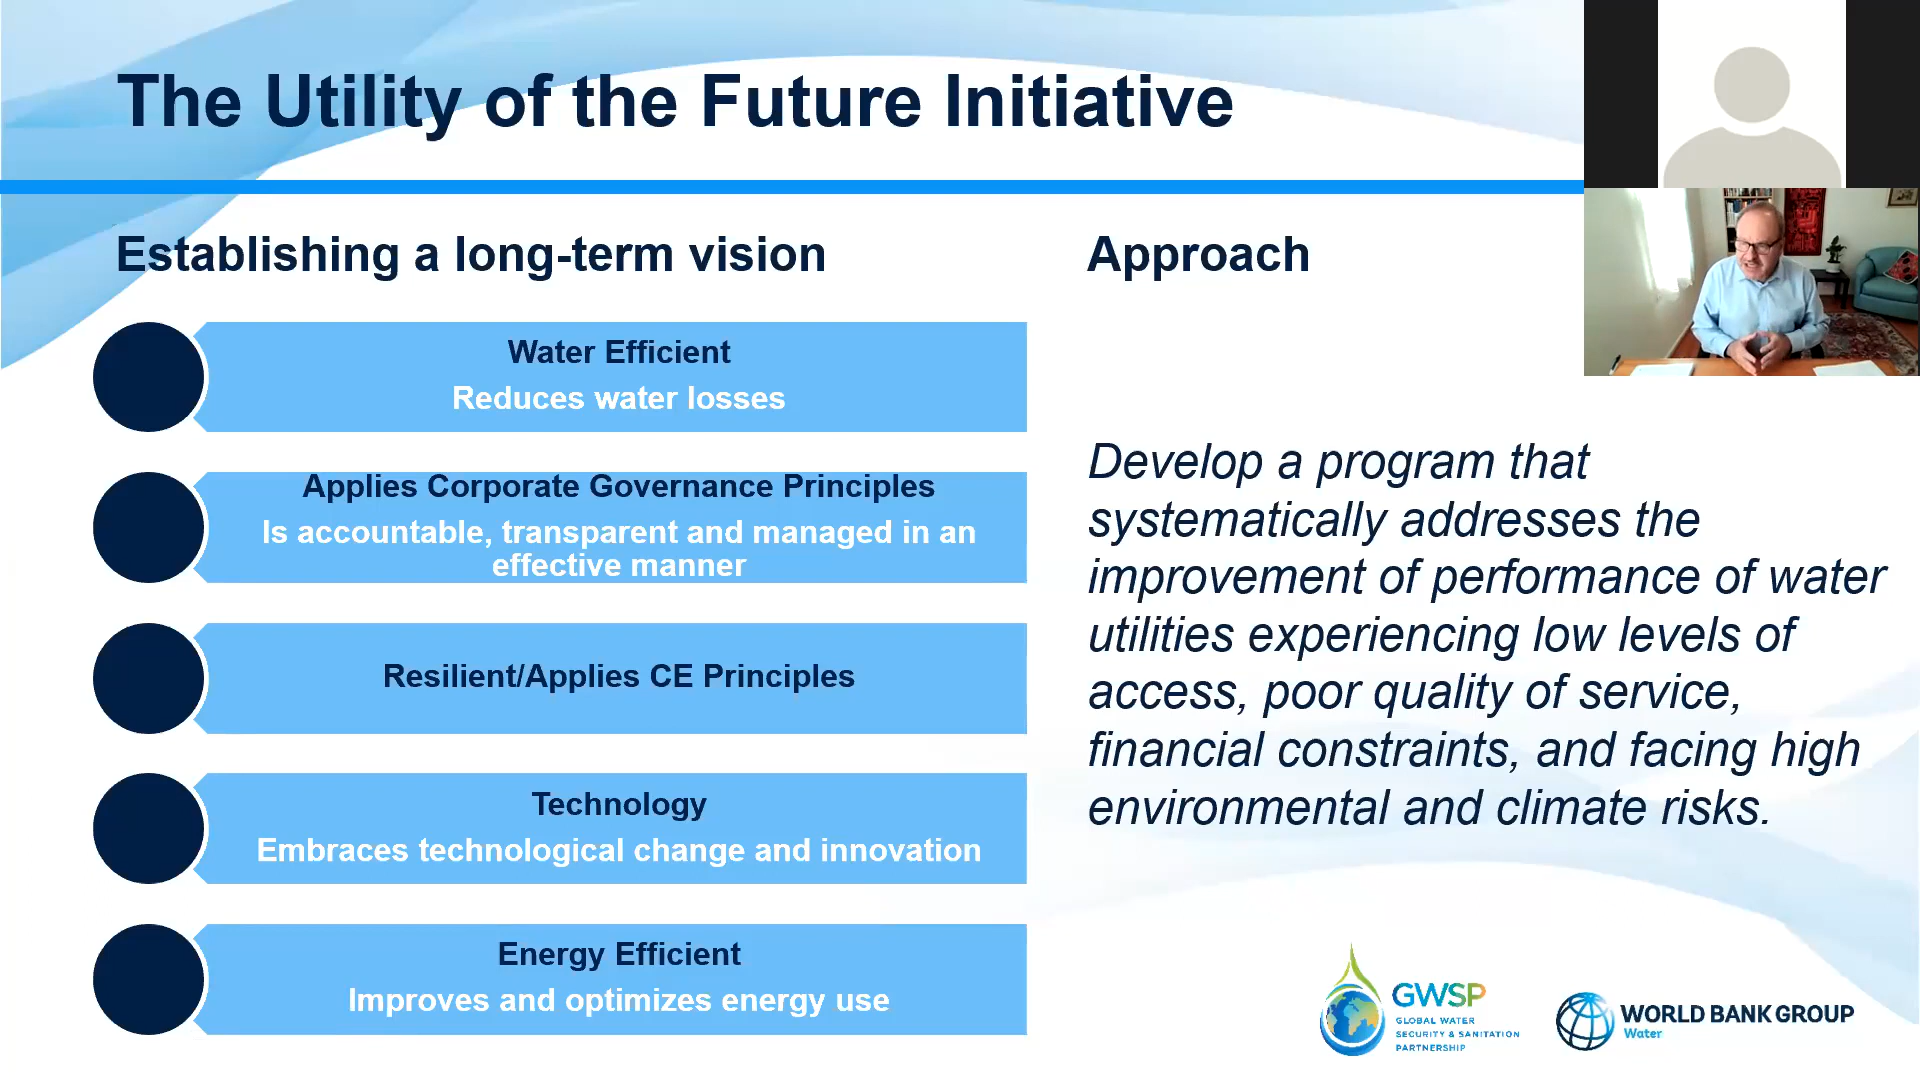 The Utility of the Future Initiative
Establishing a long-term vision
Water Efficient
Reduces water losses
Applies Corporate Governance Principles
Is accountable, transparent and managed in an
effective manner
Resilient/Applies CE Principles
Technology
Embraces technological change and innovation
Energy Efficient
Improves and optimizes energy use
Approach
Develop a program that
systematically addresses the
improvement of performance of water
utilities experiencing low levels of
access, poor quality of service,
financial constraints, and facing high
environmental and climate risks.
GWSP
GLOBAL WATER
SECURITY & SANITATION
PARTNERSHIP
WORLD BANK GROUP
Water